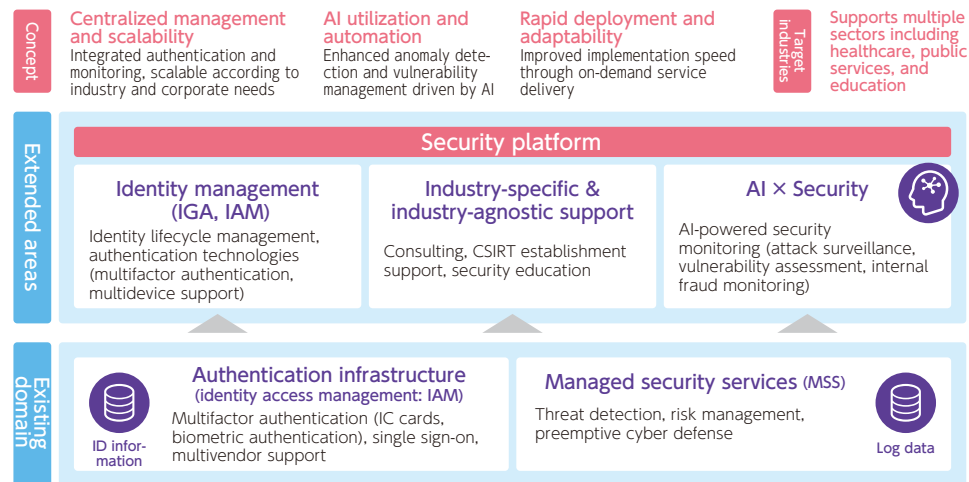 Concept
Centralized management
and scalability
Integrated authentication and
monitoring, scalable according to
industry and corporate needs
AI utilization and
automation
Enhanced anomaly dete-
ction and vulnerability
management driven by AI
Rapid deployment and
adaptability
Improved implementation speed
through on-demand service
delivery
Target
industries
Supports multiple
sectors including
healthcare, public
services, and
education
Extended areas
Security platform
Identity management
(IGA, IAM)
Identity lifecycle management,
authentication technologies
(multifactor authentication,
multidevice support)
Industry-specific &
industry-agnostic support
Consulting, CSIRT establishment
support, security education
AI × Security
AI-powered security
monitoring (attack surveillance,
vulnerability assessment, internal
fraud monitoring)
Existing
domain
ID infor-
mation
Authentication infrastructure
(identity access management: IAM)
Multifactor authentication (IC cards,
biometric authentication), single sign-on,
multivendor support
Managed security services (MSS)
Threat detection, risk management,
preemptive cyber defense
Log data